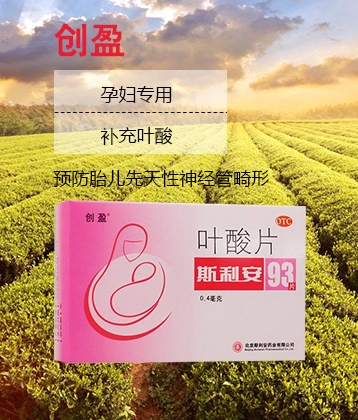 创盈
孕妇专用
补充叶酸
预防胎儿先天性神经管畸形
创盈®
OTC
叶酸片
斯利安
93片
0.4毫克
北京斯利安药业有限公司